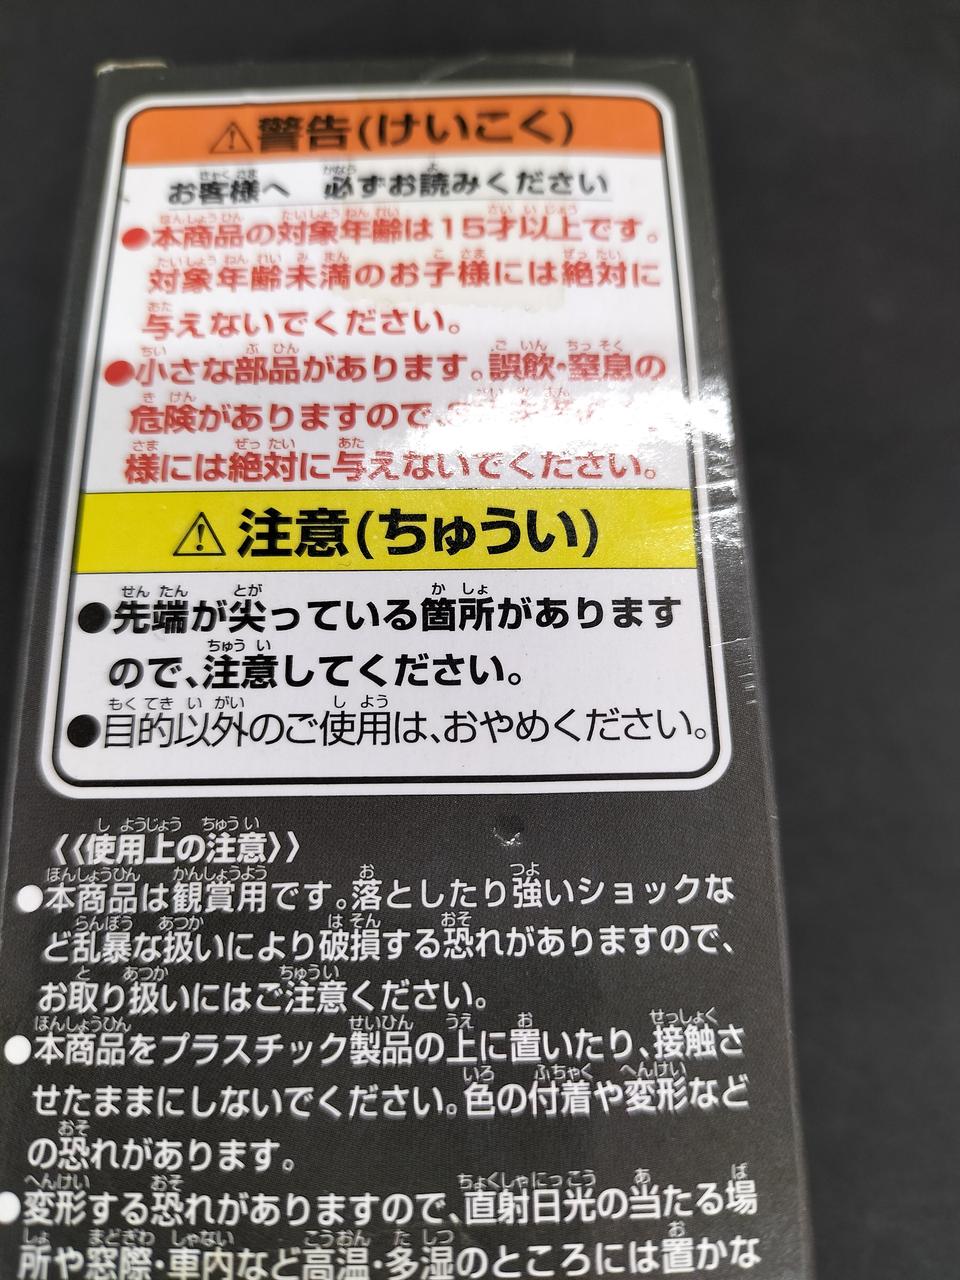 ⚠警告(けいこく)
お客様へ 必ずお読みください
●本商品の対象年齢は15才以上です。
対象年齢未満のお子様には絶対に
与えないでください。
●小さな部品があります。誤飲・窒息の
危険がありますので、
様には絶対に与えないでください。
⚠注意(ちゅうい)
●先端が尖っている箇所があります
ので、注意してください。
●目的以外のご使用は、おやめください。
《使用上の注意》
●本商品は観賞用です。落としたり強いショックな
ど乱暴な扱いにより破損する恐れがありますので、
お取り扱いにはご注意ください。
●本商品をプラスチック製品の上に置いたり、接触さ
せたままにしないでください。色の付着や変形など
の恐れがあります。
●変形する恐れがありますので、直射日光の当たる場
所や窓際・車内など高温・多湿のところには置かな